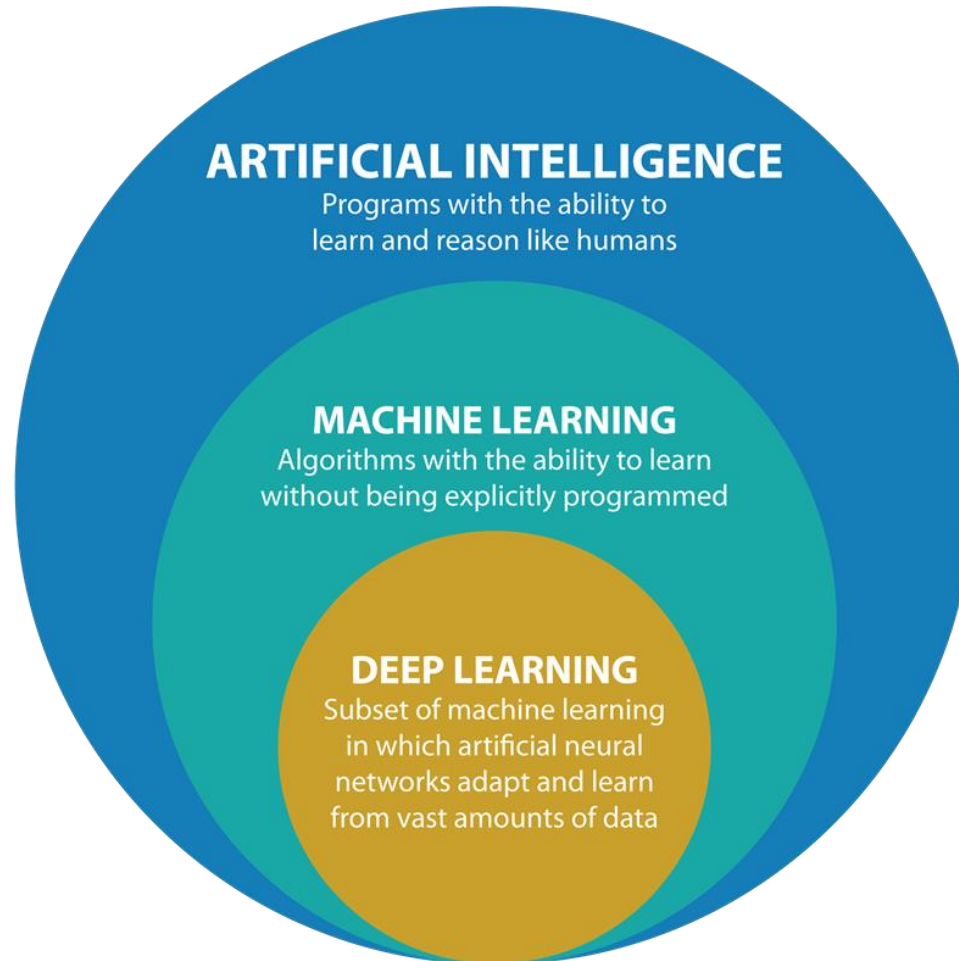 ARTIFICIAL INTELLIGENCE
Programs with the ability to
learn and reason like humans
MACHINE LEARNING
Algorithms with the ability to learn
without being explicitly programmed
DEEP LEARNING
Subset of machine learning
in which artificial neural
networks adapt and learn
from vast amounts of data